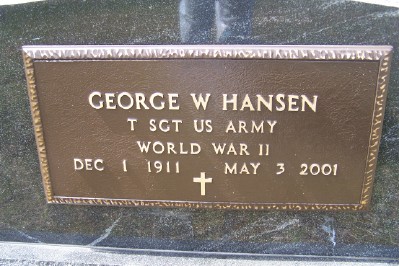 GEORGE W HANSEN
T SGT US ARMY
WORLD WAR II
DEC 1 1911 MAY 3 2001